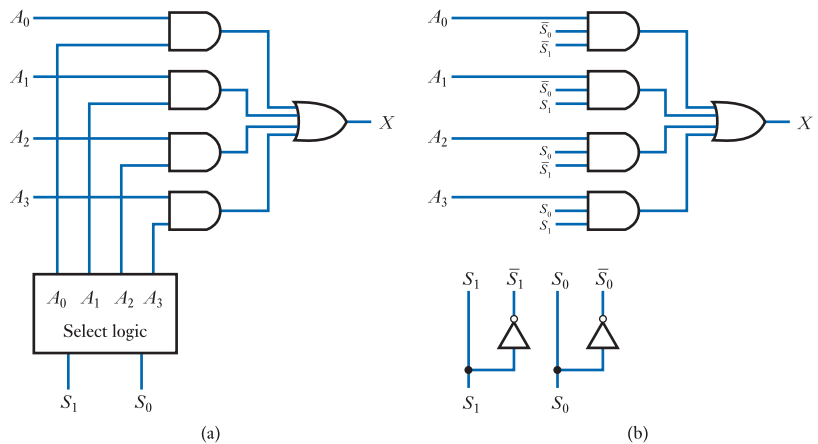 A₀
A₁
A₂
A₃
X
A₀ A₁ A₂ A₃
Select logic
S₁ S₀
(a)
A₀
S̅₀
S̅₁
A₁
S̅₀
S₁
A₂
S₀
S̅₁
A₃
S₀
S₁
X
S₁ S̅₁ S₀ S̅₀
S₁ S₀
(b)